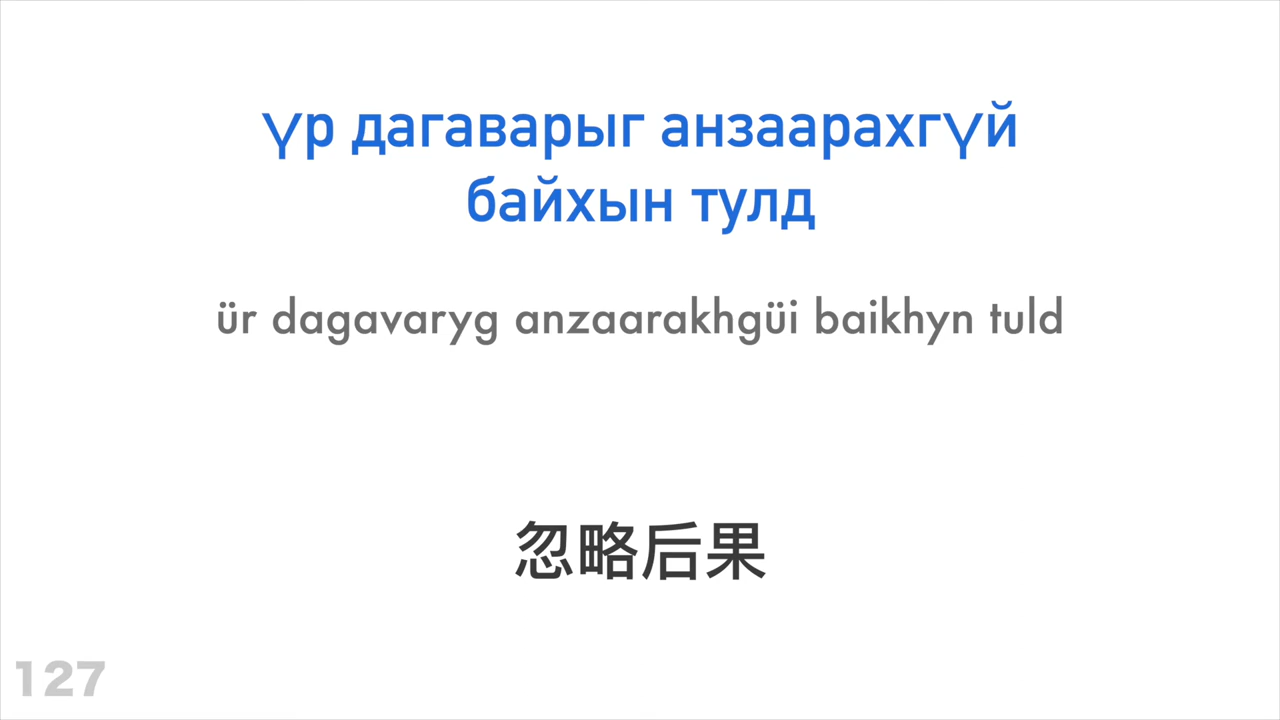 үр дагаварыг анзаарахгүй
байхын тулд
ür dagavaryg anzaarakhgüi baikhyn tuld
忽略后果
127